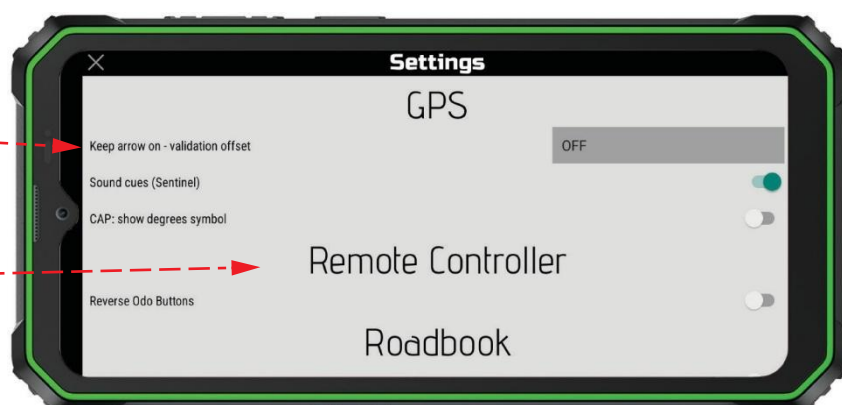 Settings
GPS
Keep arrow on - validation offset OFF
Sound cues (Sentinel)
CAP: show degrees symbol
Remote Controller
Reverse Odo Buttons
Roadbook